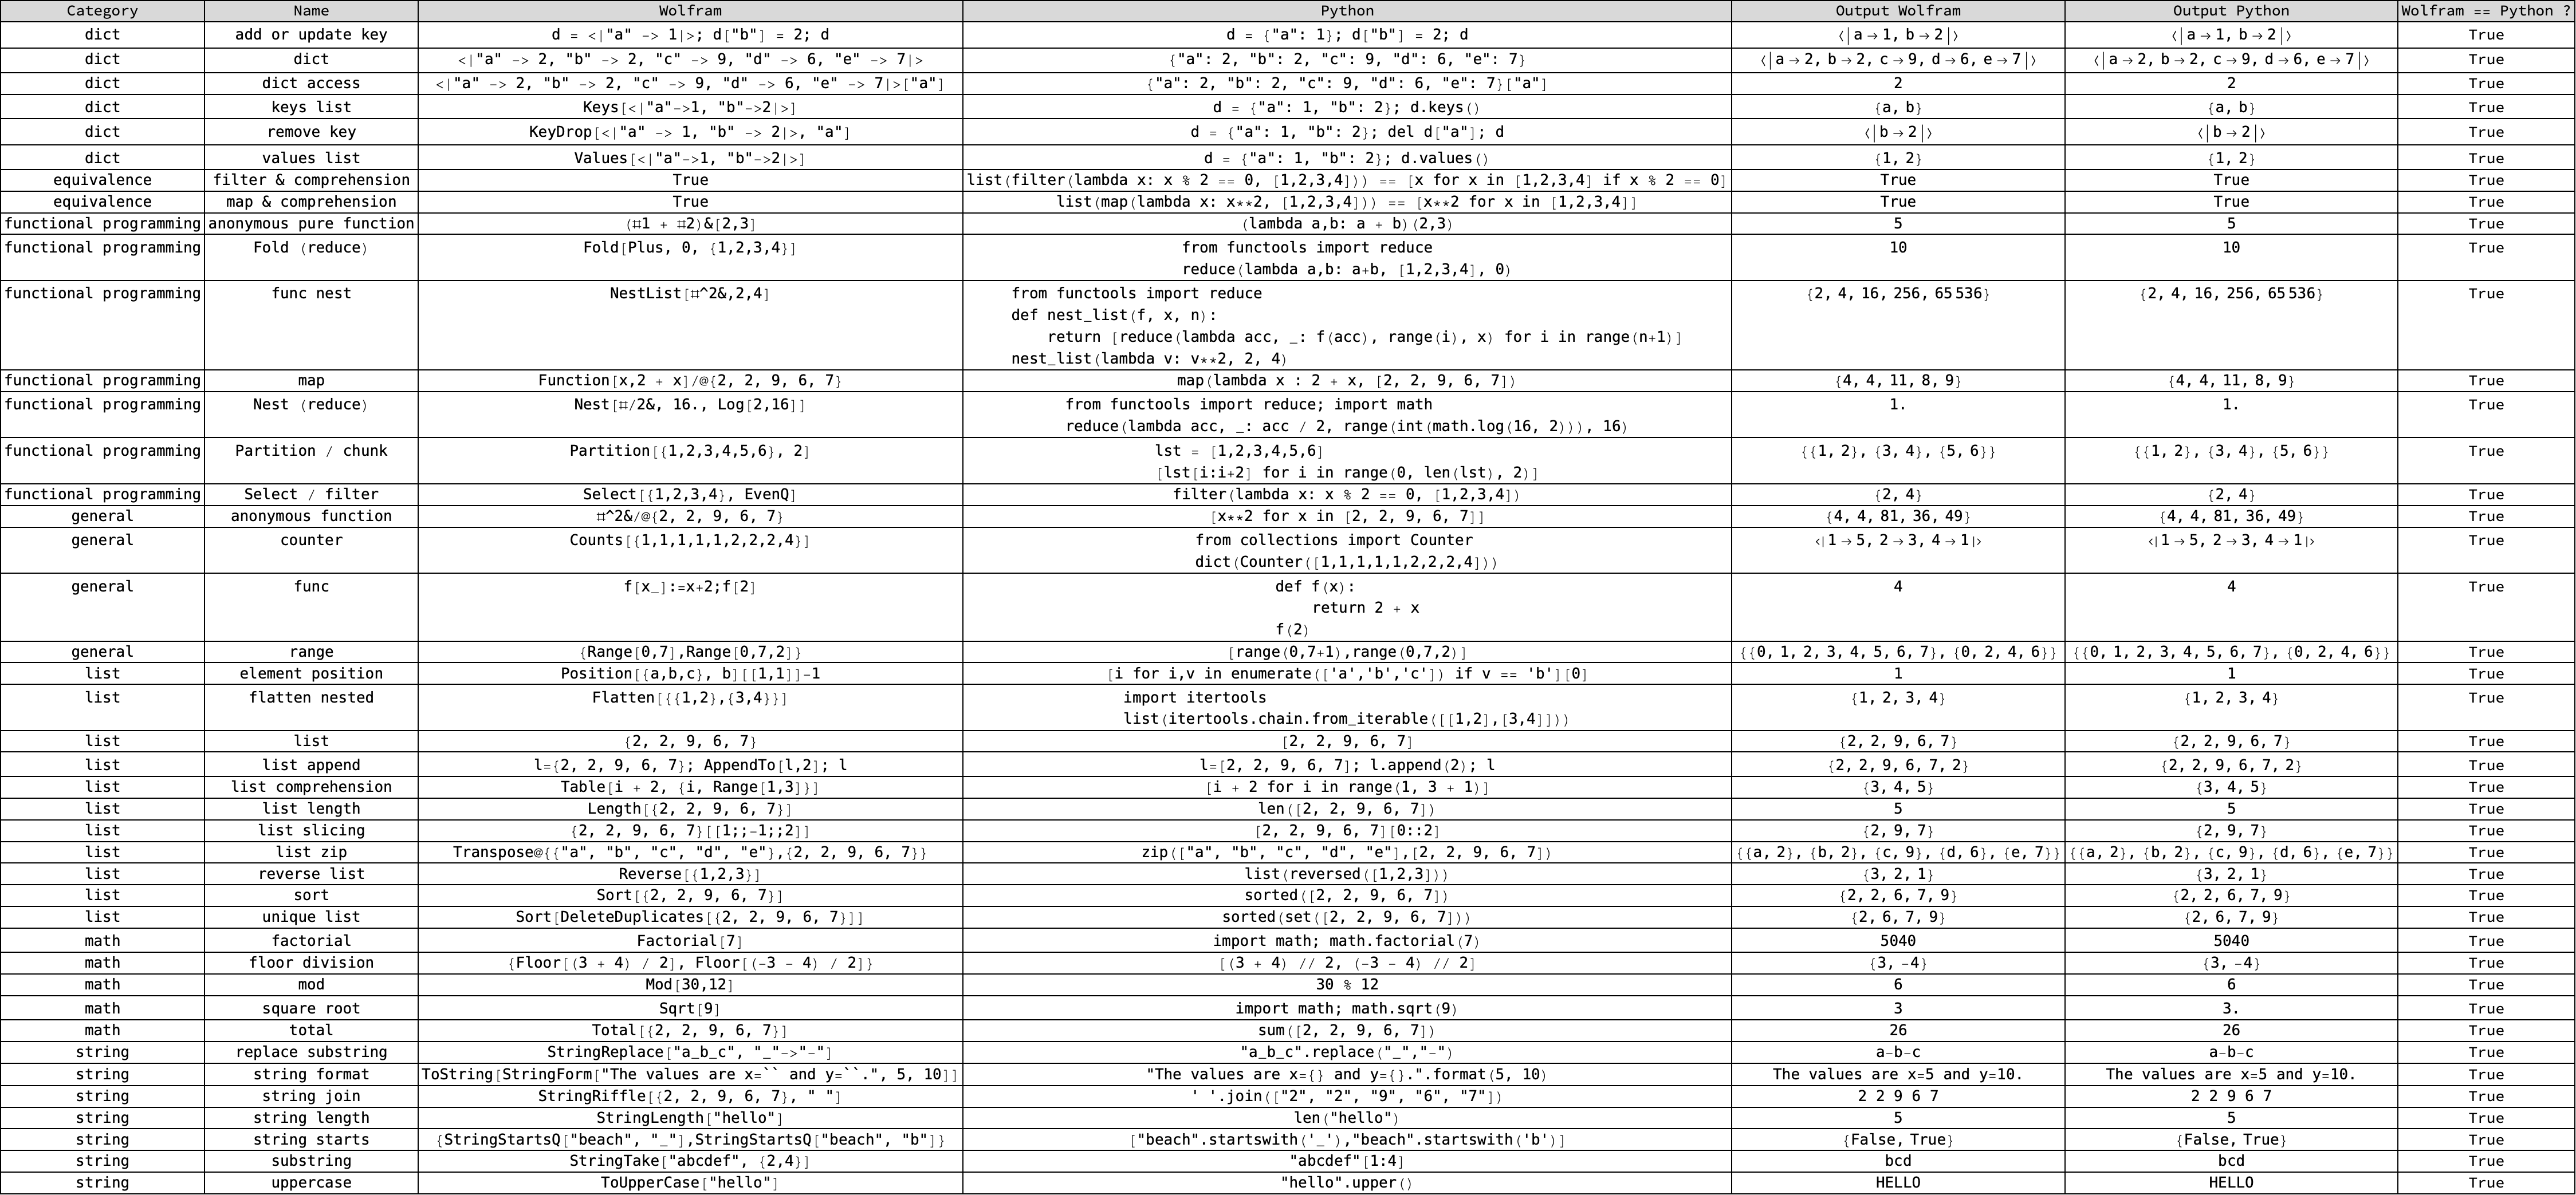 Category Name Wolfram Python Output Wolfram Output Python Wolfram == Python ?
dict add or update key d = <|"a" -> 1|>; d["b"] = 2; d d = {"a": 1}; d["b"] = 2; d ⟨|a → 1, b → 2|⟩ ⟨|a → 1, b → 2|⟩ True
dict dict <|"a" -> 2, "b" -> 2, "c" -> 9, "d" -> 6, "e" -> 7|> {"a": 2, "b": 2, "c": 9, "d": 6, "e": 7} ⟨|a → 2, b → 2, c → 9, d → 6, e → 7|⟩ ⟨|a → 2, b → 2, c → 9, d → 6, e → 7|⟩ True
dict dict access <|"a" -> 2, "b" -> 2, "c" -> 9, "d" -> 6, "e" -> 7|>["a"] {"a": 2, "b": 2, "c": 9, "d": 6, "e": 7}["a"] 2 2 True
dict keys list Keys[<|"a"->1, "b"->2|>] d = {"a": 1, "b": 2}; d.keys() {a, b} {a, b} True
dict remove key KeyDrop[<|"a" -> 1, "b" -> 2|>, "a"] d = {"a": 1, "b": 2}; del d["a"]; d ⟨|b → 2|⟩ ⟨|b → 2|⟩ True
dict values list Values[<|"a"->1, "b"->2|>] d = {"a": 1, "b": 2}; d.values() {1, 2} {1, 2} True
equivalence filter & comprehension True list(filter(lambda x: x % 2 == 0, [1,2,3,4])) == [x for x in [1,2,3,4] if x % 2 == 0] True True True
equivalence map & comprehension True list(map(lambda x: x**2, [1,2,3,4])) == [x**2 for x in [1,2,3,4]] True True True
functional programming anonymous pure function (#1 + #2)&[2,3] (lambda a,b: a + b)(2,3) 5 5 True
functional programming Fold (reduce) Fold[Plus, 0, {1,2,3,4}] from functools import reduce 10 10 True
reduce(lambda a,b: a+b, [1,2,3,4], 0)
functional programming func nest NestList[#^2&,2,4] from functools import reduce {2, 4, 16, 256, 65 536} {2, 4, 16, 256, 65 536} True
def nest_list(f, x, n):
    return [reduce(lambda acc, _: f(acc), range(i), x) for i in range(n+1)]
nest_list(lambda v: v**2, 2, 4)
functional programming map Function[x,2 + x]/@{2, 2, 9, 6, 7} map(lambda x : 2 + x, [2, 2, 9, 6, 7]) {4, 4, 11, 8, 9} {4, 4, 11, 8, 9} True
functional programming Nest (reduce) Nest[#/2&, 16., Log[2,16]] from functools import reduce; import math 1. 1. True
reduce(lambda acc, _: acc / 2, range(int(math.log(16, 2))), 16)
functional programming Partition / chunk Partition[{1,2,3,4,5,6}, 2] lst = [1,2,3,4,5,6] {{1, 2}, {3, 4}, {5, 6}} {{1, 2}, {3, 4}, {5, 6}} True
[lst[i:i+2] for i in range(0, len(lst), 2)]
functional programming Select / filter Select[{1,2,3,4}, EvenQ] filter(lambda x: x % 2 == 0, [1,2,3,4]) {2, 4} {2, 4} True
general anonymous function #^2&/@{2, 2, 9, 6, 7} [x**2 for x in [2, 2, 9, 6, 7]] {4, 4, 81, 36, 49} {4, 4, 81, 36, 49} True
general counter Counts[{1,1,1,1,1,2,2,2,4}] from collections import Counter <|1 → 5, 2 → 3, 4 → 1|> <|1 → 5, 2 → 3, 4 → 1|> True
dict(Counter([1,1,1,1,1,2,2,2,4]))
general func f[x_]:=x+2;f[2] def f(x): 4 4 True
    return 2 + x
f(2)
general range {Range[0,7],Range[0,7,2]} [range(0,7+1),range(0,7,2)] {{0, 1, 2, 3, 4, 5, 6, 7}, {0, 2, 4, 6}} {{0, 1, 2, 3, 4, 5, 6, 7}, {0, 2, 4, 6}} True
list element position Position[{a,b,c}, b][[1,1]]-1 [i for i,v in enumerate(['a','b','c']) if v == 'b'][0] 1 1 True
list flatten nested Flatten[{{1,2},{3,4}}] import itertools {1, 2, 3, 4} {1, 2, 3, 4} True
list(itertools.chain.from_iterable([[1,2],[3,4]]))
list list {2, 2, 9, 6, 7} [2, 2, 9, 6, 7] {2, 2, 9, 6, 7} {2, 2, 9, 6, 7} True
list list append l={2, 2, 9, 6, 7}; AppendTo[l,2]; l l=[2, 2, 9, 6, 7]; l.append(2); l {2, 2, 9, 6, 7, 2} {2, 2, 9, 6, 7, 2} True
list list comprehension Table[i + 2, {i, Range[1,3]}] [i + 2 for i in range(1, 3 + 1)] {3, 4, 5} {3, 4, 5} True
list list length Length[{2, 2, 9, 6, 7}] len([2, 2, 9, 6, 7]) 5 5 True
list list slicing {2, 2, 9, 6, 7}[[1;;-1;;2]] [2, 2, 9, 6, 7][0::2] {2, 9, 7} {2, 9, 7} True
list list zip Transpose@{{"a", "b", "c", "d", "e"},{2, 2, 9, 6, 7}} zip(["a", "b", "c", "d", "e"],[2, 2, 9, 6, 7]) {{a, 2}, {b, 2}, {c, 9}, {d, 6}, {e, 7}} {{a, 2}, {b, 2}, {c, 9}, {d, 6}, {e, 7}} True
list reverse list Reverse[{1,2,3}] list(reversed([1,2,3])) {3, 2, 1} {3, 2, 1} True
list sort Sort[{2, 2, 9, 6, 7}] sorted([2, 2, 9, 6, 7]) {2, 2, 6, 7, 9} {2, 2, 6, 7, 9} True
list unique list Sort[DeleteDuplicates[{2, 2, 9, 6, 7}]] sorted(set([2, 2, 9, 6, 7])) {2, 6, 7, 9} {2, 6, 7, 9} True
math factorial Factorial[7] import math; math.factorial(7) 5040 5040 True
math floor division {Floor[(3 + 4) / 2], Floor[(-3 - 4) / 2]} [(3 + 4) // 2, (-3 - 4) // 2] {3, -4} {3, -4} True
math mod Mod[30,12] 30 % 12 6 6 True
math square root Sqrt[9] import math; math.sqrt(9) 3 3. True
math total Total[{2, 2, 9, 6, 7}] sum([2, 2, 9, 6, 7]) 26 26 True
string replace substring StringReplace["a_b_c", "_"->"-"] "a_b_c".replace("_","-") a-b-c a-b-c True
string string format ToString[StringForm["The values are x=`` and y=``.", 5, 10]] "The values are x={} and y={}.".format(5, 10) The values are x=5 and y=10. The values are x=5 and y=10. True
string string join StringRiffle[{2, 2, 9, 6, 7}, " "] ' '.join(["2", "2", "9", "6", "7"]) 2 2 9 6 7 2 2 9 6 7 True
string string length StringLength["hello"] len("hello") 5 5 True
string string starts {StringStartsQ["beach", "_"],StringStartsQ["beach", "b"]} ["beach".startswith('_'),"beach".startswith('b')] {False, True} {False, True} True
string substring StringTake["abcdef", {2,4}] "abcdef"[1:4] bcd bcd True
string uppercase ToUpperCase["hello"] "hello".upper() HELLO HELLO True